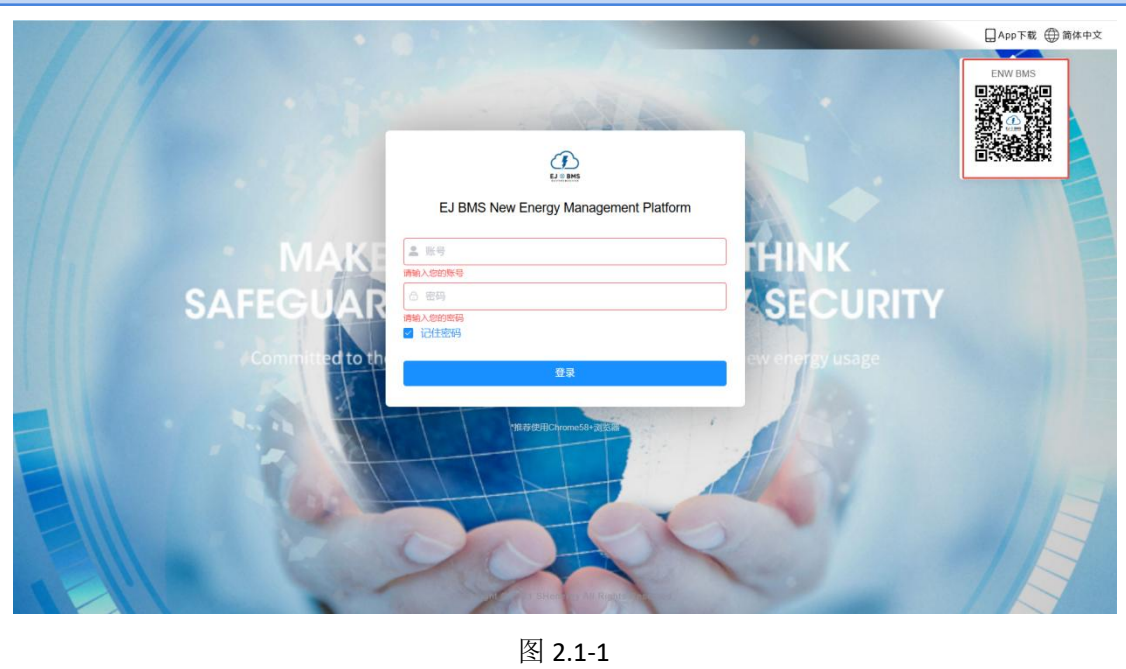 App下载 简体中文
ENW BMS
EJ BMS
EJ BMS New Energy Management Platform
账号
请输入您的账号
密码
请输入您的密码
记住密码
登录
MAKE THINK
SAFEGUAR Y SECURITY
Committed to the ew energy usage
*推荐使用Chrome58+浏览器
All Rights
图 2.1-1